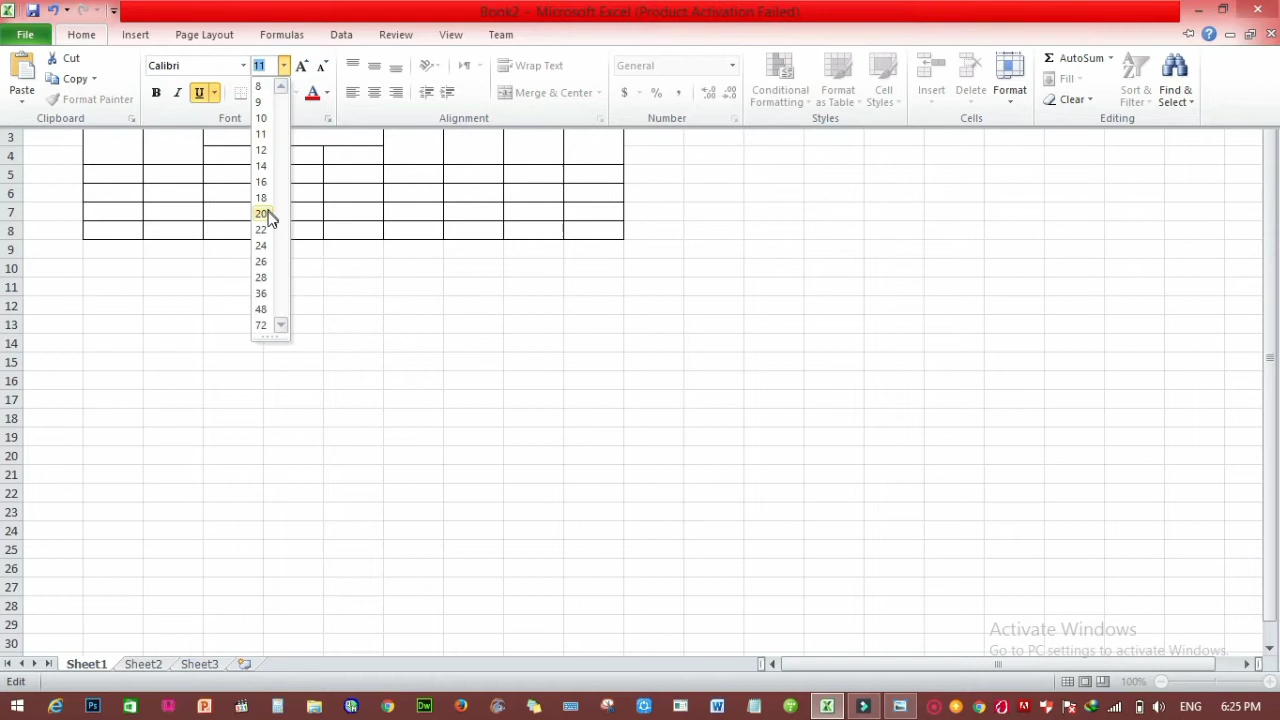 Book2 - Microsoft Excel (Product Activation Failed)
File Home Insert Page Layout Formulas Data Review View Team
Paste
Cut
Copy
Format Painter
Clipboard
Calibri 11
B I U A
Font
Wrap Text
Merge & Center
Alignment
General
$ % ,
Number
Conditional Formatting
Format as Table
Cell Styles
Styles
Insert Delete Format
Cells
Σ AutoSum
Fill
Clear
Sort & Filter
Find & Select
Editing
8
9
10
11
12
14
16
18
20
22
24
26
28
36
48
72
3
4
5
6
7
8
9
10
11
12
13
14
15
16
17
18
19
20
21
22
23
24
25
26
27
28
29
30
Activate Windows
Go to PC settings to activate Windows.
Sheet1 Sheet2 Sheet3
Edit
100%
ENG 6:25 PM